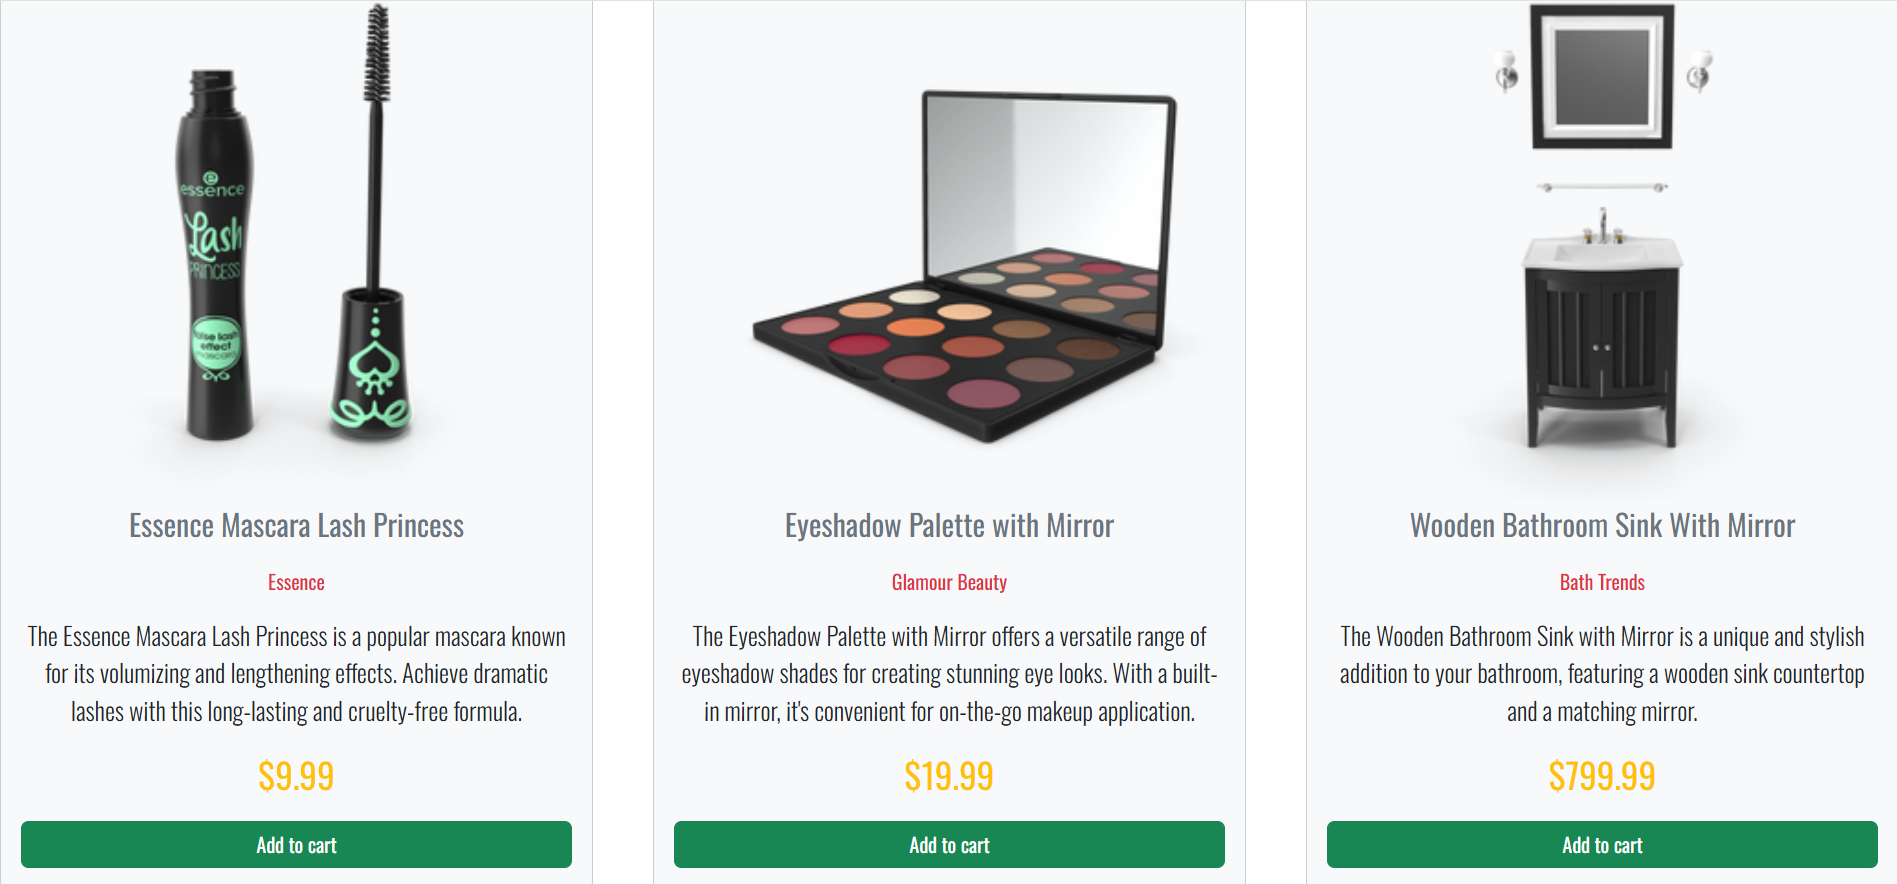 essence
Lash
PRINCESS
false lash
effect
mascara
Essence Mascara Lash Princess
Essence
The Essence Mascara Lash Princess is a popular mascara known
for its volumizing and lengthening effects. Achieve dramatic
lashes with this long-lasting and cruelty-free formula.
$9.99
Add to cart
Eyeshadow Palette with Mirror
Glamour Beauty
The Eyeshadow Palette with Mirror offers a versatile range of
eyeshadow shades for creating stunning eye looks. With a built-
in mirror, it's convenient for on-the-go makeup application.
$19.99
Add to cart
Wooden Bathroom Sink With Mirror
Bath Trends
The Wooden Bathroom Sink with Mirror is a unique and stylish
addition to your bathroom, featuring a wooden sink countertop
and a matching mirror.
$799.99
Add to cart